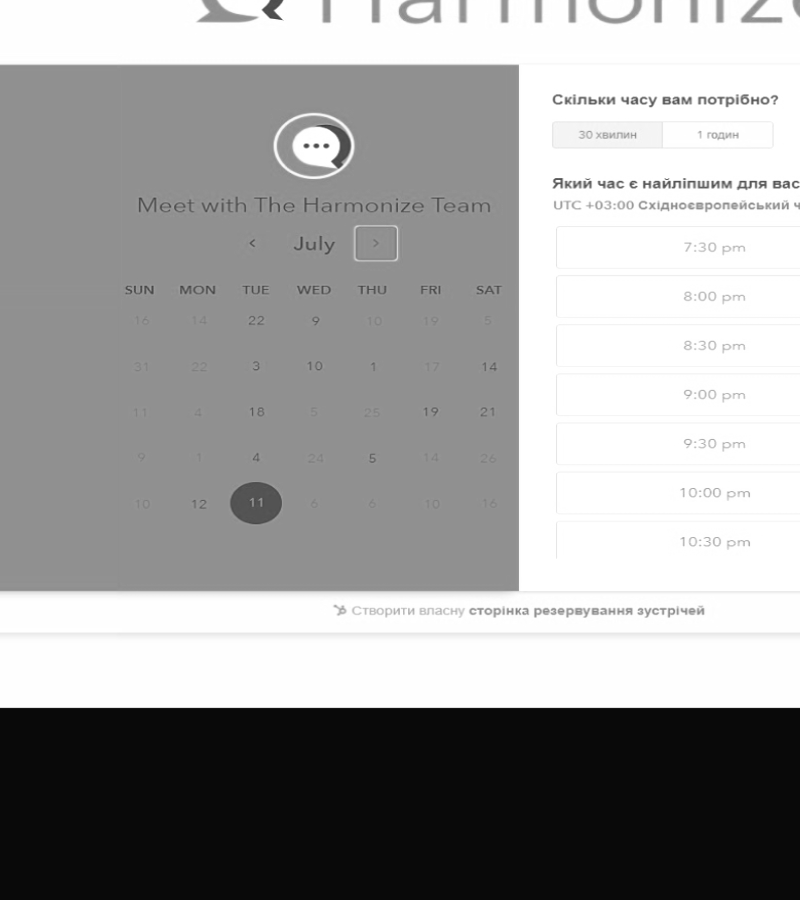 Harmonize
Meet with The Harmonize Team
July
SUN MON TUE WED THU FRI SAT
16 14 22 9 10 19 5
31 22 3 10 1 17 14
11 4 18 5 25 19 21
9 1 4 24 5 14 26
10 12 11 6 6 10 16
Скільки часу вам потрібно?
30 хвилин 1 годин
Який час є найліпшим для вас
UTC +03:00 Східноєвропейський ч
7:30 pm
8:00 pm
8:30 pm
9:00 pm
9:30 pm
10:00 pm
10:30 pm
Створити власну сторінка резервування зустрічей